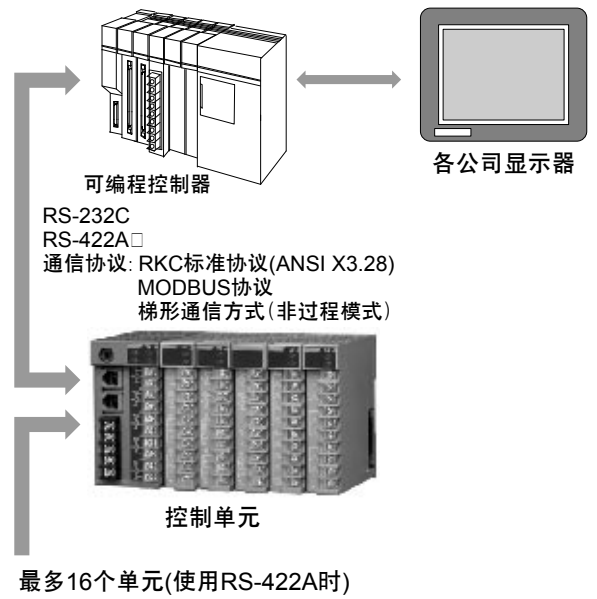 各公司显示器
可编程控制器
RS-232C
RS-422A□
通信协议: RKC标准协议(ANSI X3.28)
MODBUS协议
梯形通信方式(非过程模式)
控制单元
最多16个单元(使用RS-422A时)